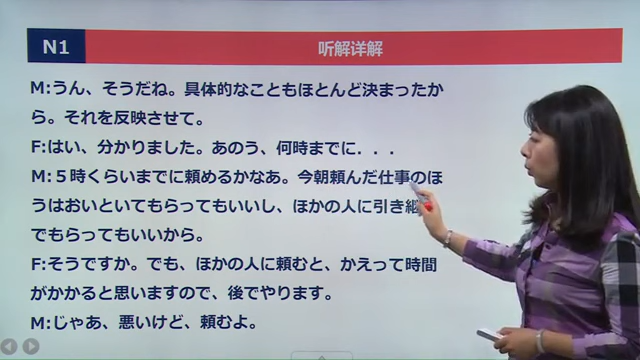 N1 听解详解
M:うん、そうだね。具体的なこともほとんど決まったか
ら。それを反映させて。
F:はい、分かりました。あのう、何時までに．．．
M:５時くらいまでに頼めるかなあ。今朝頼んだ仕事のほ
うはおいといてもらってもいいし、ほかの人に引き継
でもらってもいいから。
F:そうですか。でも、ほかの人に頼むと、かえって時間
がかかると思いますので、後でやります。
M:じゃあ、悪いけど、頼むよ。